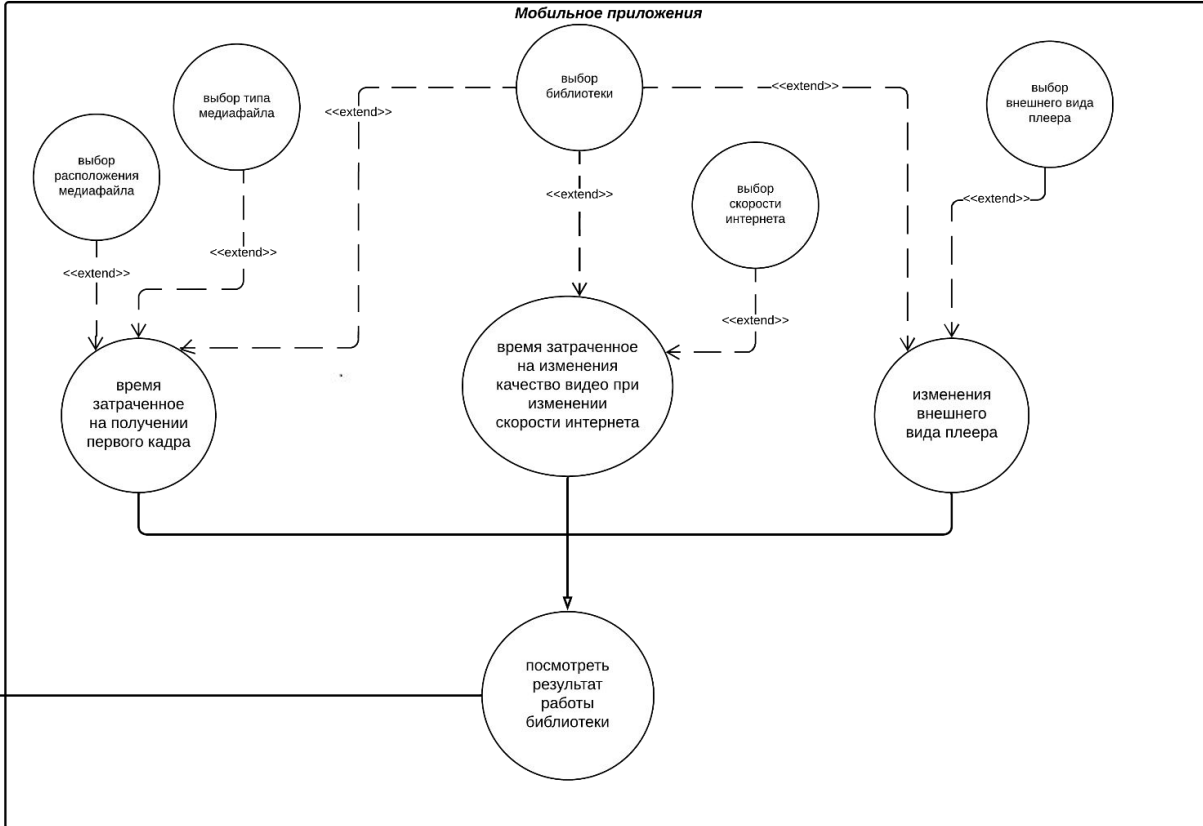 Мобильное приложения
выбор
библиотеки
выбор типа
медиафайла
выбор
внешнего вида
плеера
<<extend>>
<<extend>>
выбор
расположения
медиафайла
выбор
скорости
интернета
<<extend>>
<<extend>>
<<extend>>
<<extend>>
<<extend>>
время
затраченное
на получении
первого кадра
время затраченное
на изменения
качество видео при
изменении
скорости интернета
изменения
внешнего
вида плеера
посмотреть
результат
работы
библиотеки